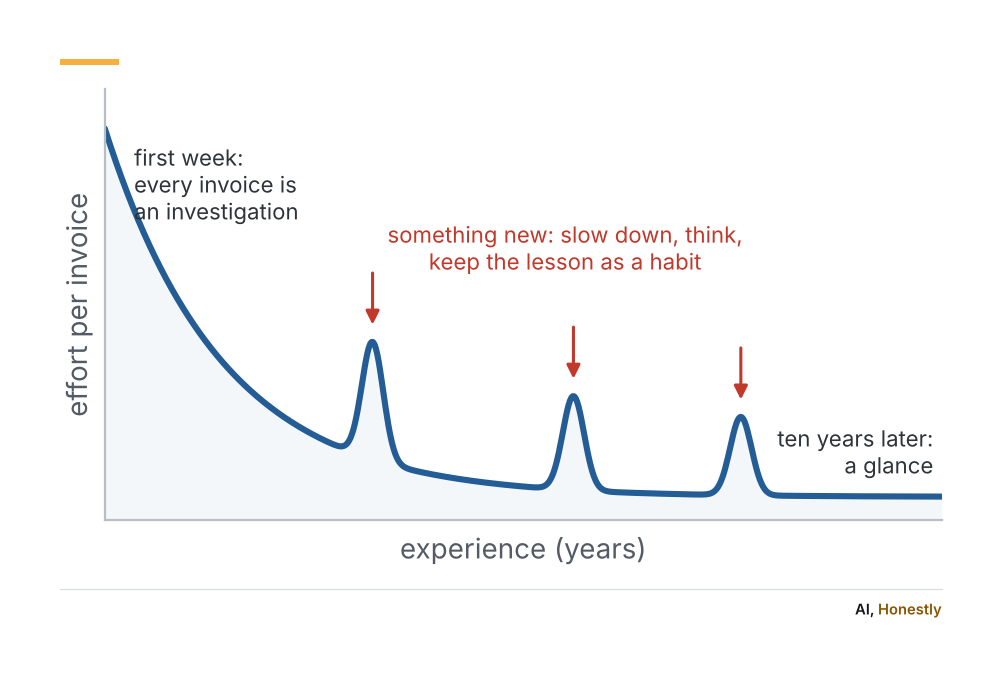 first week:
every invoice is
an investigation
something new: slow down, think,
keep the lesson as a habit
ten years later:
a glance
effort per invoice
experience (years)
AI, Honestly